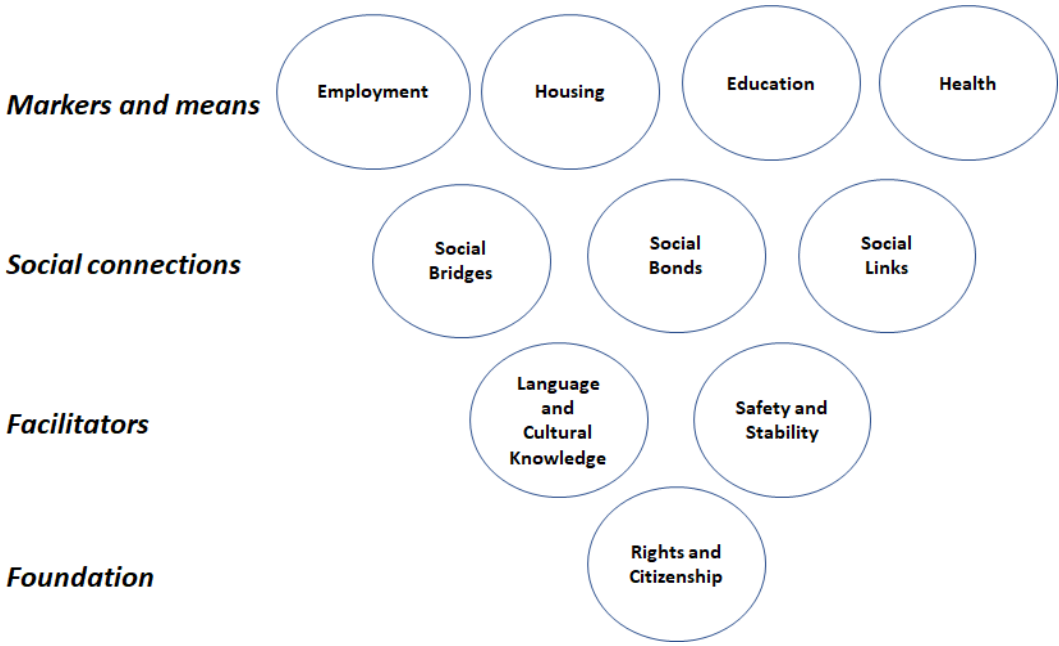 Markers and means
Employment
Housing
Education
Health
Social connections
Social
Bridges
Social
Bonds
Social
Links
Facilitators
Language
and
Cultural
Knowledge
Safety and
Stability
Foundation
Rights and
Citizenship